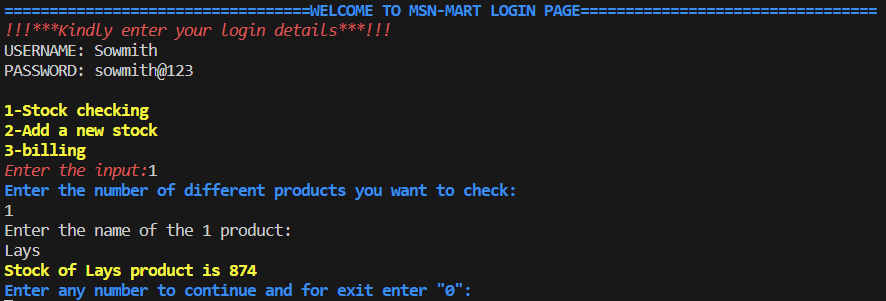 ==================================WELCOME TO MSN-MART LOGIN PAGE=================================
!!!***Kindly enter your login details***!!!
USERNAME: Sowmith
PASSWORD: sowmith@123
1-Stock checking
2-Add a new stock
3-billing
Enter the input:1
Enter the number of different products you want to check:
1
Enter the name of the 1 product:
Lays
Stock of Lays product is 874
Enter any number to continue and for exit enter "0":